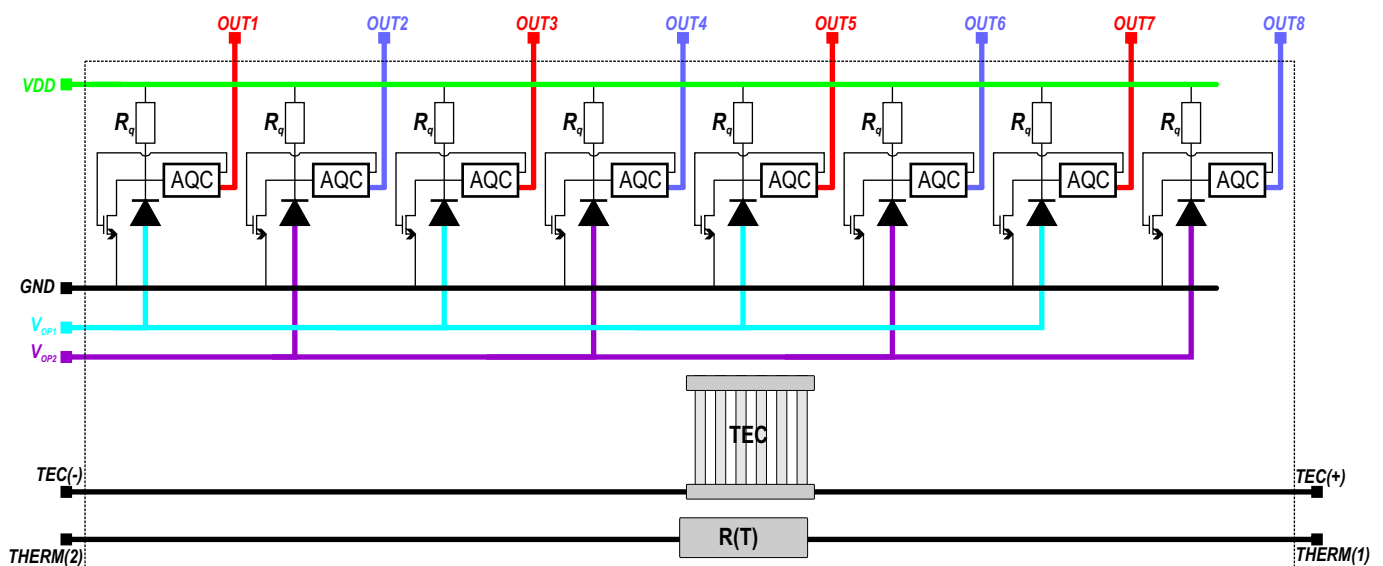 OUT1 OUT2 OUT3 OUT4 OUT5 OUT6 OUT7 OUT8
VDD
Rq Rq Rq Rq Rq Rq Rq Rq
AQC AQC AQC AQC AQC AQC AQC AQC
GND
VOP1
VOP2
TEC
TEC(-) TEC(+)
R(T)
THERM(2) THERM(1)